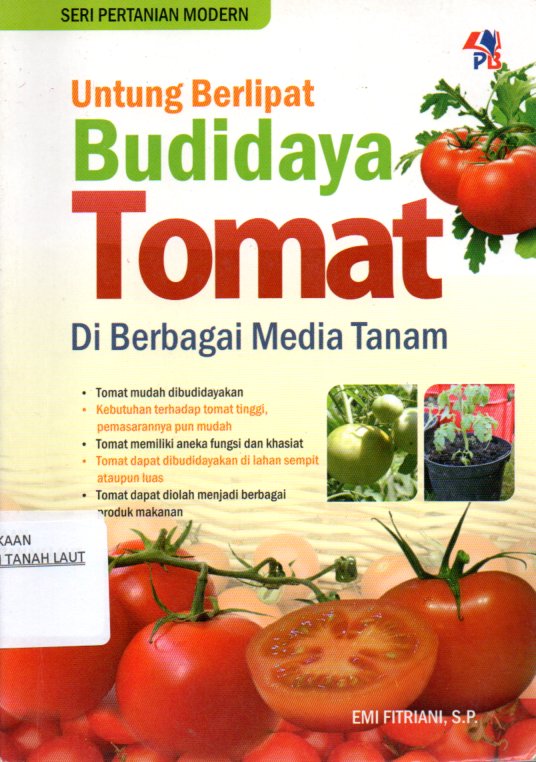 SERI PERTANIAN MODERN
PB
Untung Berlipat
Budidaya
Tomat
Di Berbagai Media Tanam
• Tomat mudah dibudidayakan
• Kebutuhan terhadap tomat tinggi,
pemasarannya pun mudah
• Tomat memiliki aneka fungsi dan khasiat
• Tomat dapat dibudidayakan di lahan sempit
ataupun luas
• Tomat dapat diolah menjadi berbagai
produk makanan
KAAN
TANAH LAUT
EMI FITRIANI, S.P.